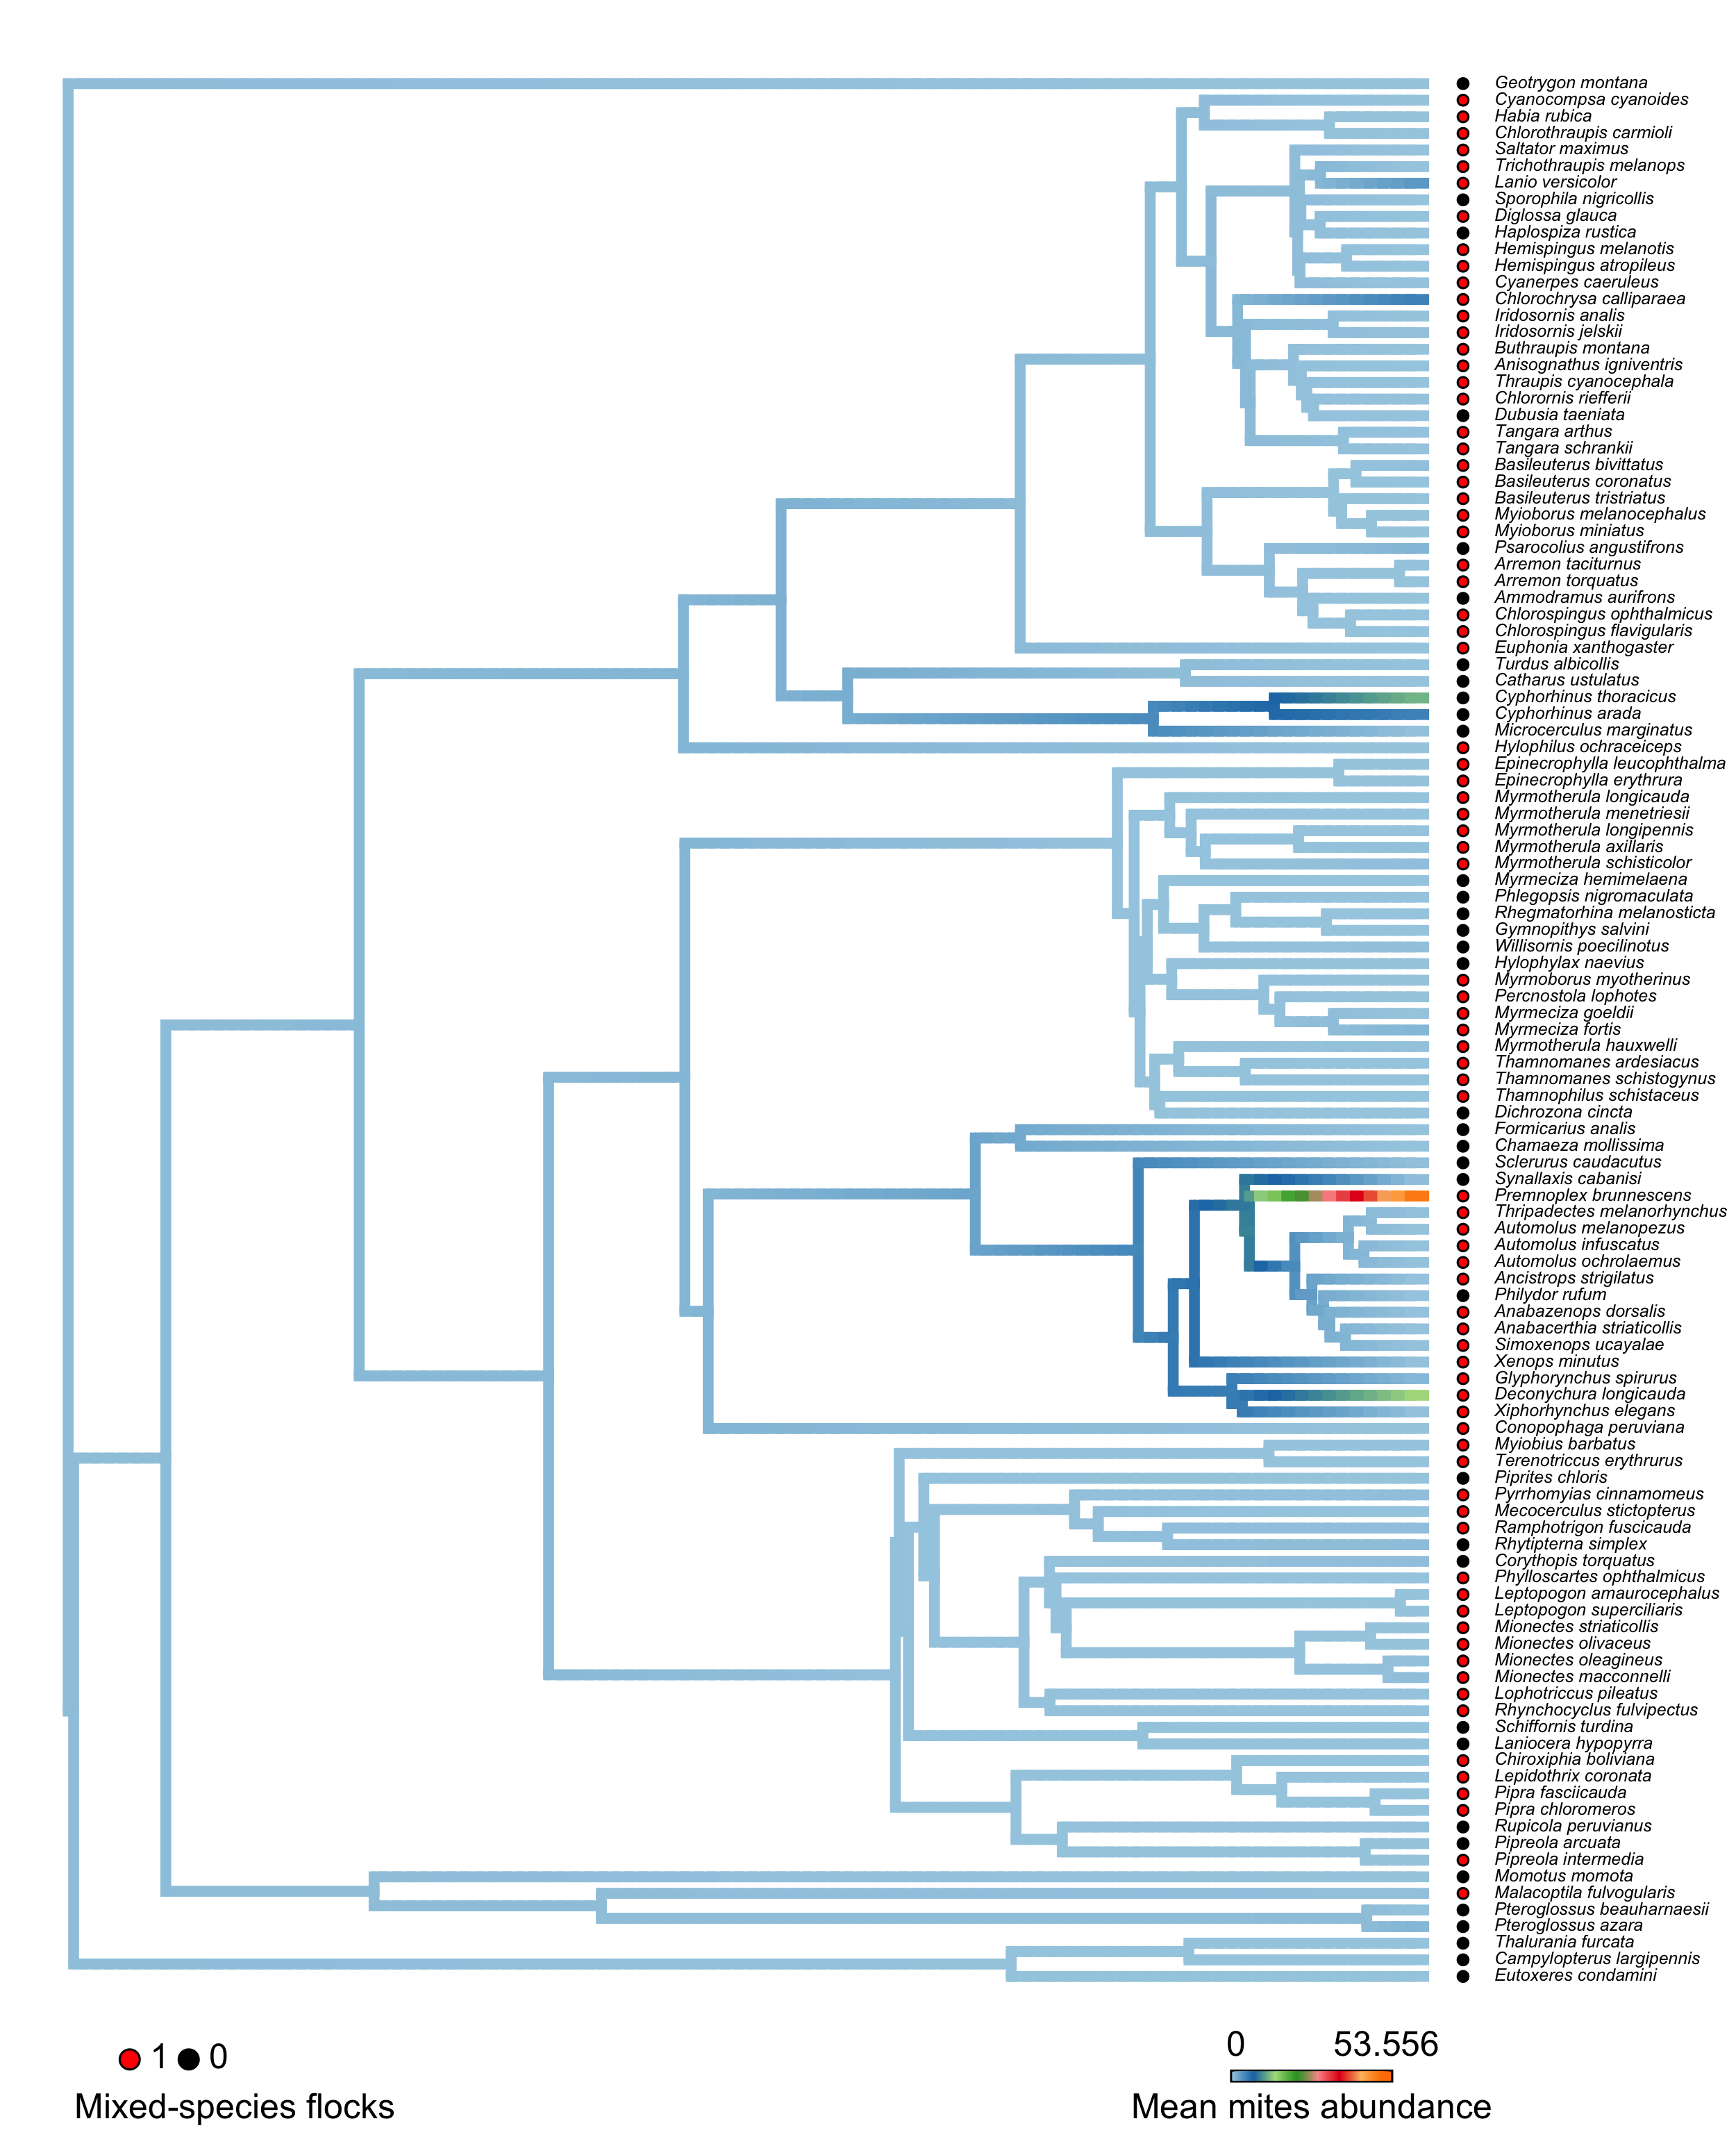 Geotrygon montana
Cyanocompsa cyanoides
Habia rubica
Chlorothraupis carmioli
Saltator maximus
Trichothraupis melanops
Lanio versicolor
Sporophila nigricollis
Diglossa glauca
Haplospiza rustica
Hemispingus melanotis
Hemispingus atropileus
Cyanerpes caeruleus
Chlorochrysa calliparaea
Iridosornis analis
Iridosornis jelskii
Buthraupis montana
Anisognathus igniventris
Thraupis cyanocephala
Chlorornis riefferii
Dubusia taeniata
Tangara arthus
Tangara schrankii
Basileuterus bivittatus
Basileuterus coronatus
Basileuterus tristriatus
Myioborus melanocephalus
Myioborus miniatus
Psarocolius angustifrons
Arremon taciturnus
Arremon torquatus
Ammodramus aurifrons
Chlorospingus ophthalmicus
Chlorospingus flavigularis
Euphonia xanthogaster
Turdus albicollis
Catharus ustulatus
Cyphorhinus thoracicus
Cyphorhinus arada
Microcerculus marginatus
Hylophilus ochraceiceps
Epinecrophylla leucophthalma
Epinecrophylla erythrura
Myrmotherula longicauda
Myrmotherula menetriesii
Myrmotherula longipennis
Myrmotherula axillaris
Myrmotherula schisticolor
Myrmeciza hemimelaena
Phlegopsis nigromaculata
Rhegmatorhina melanosticta
Gymnopithys salvini
Willisornis poecilinotus
Hylophylax naevius
Myrmoborus myotherinus
Percnostola lophotes
Myrmeciza goeldii
Myrmeciza fortis
Myrmotherula hauxwelli
Thamnomanes ardesiacus
Thamnomanes schistogynus
Thamnophilus schistaceus
Dichrozona cincta
Formicarius analis
Chamaeza mollissima
Sclerurus caudacutus
Synallaxis cabanisi
Premnoplex brunnescens
Thripadectes melanorhynchus
Automolus melanopezus
Automolus infuscatus
Automolus ochrolaemus
Ancistrops strigilatus
Philydor rufum
Anabazenops dorsalis
Anabacerthia striaticollis
Simoxenops ucayalae
Xenops minutus
Glyphorynchus spirurus
Deconychura longicauda
Xiphorhynchus elegans
Conopophaga peruviana
Myiobius barbatus
Terenotriccus erythrurus
Piprites chloris
Pyrrhomyias cinnamomeus
Mecocerculus stictopterus
Ramphotrigon fuscicauda
Rhytipterna simplex
Corythopis torquatus
Phylloscartes ophthalmicus
Leptopogon amaurocephalus
Leptopogon superciliaris
Mionectes striaticollis
Mionectes olivaceus
Mionectes oleagineus
Mionectes macconnelli
Lophotriccus pileatus
Rhynchocyclus fulvipectus
Schiffornis turdina
Laniocera hypopyrra
Chiroxiphia boliviana
Lepidothrix coronata
Pipra fasciicauda
Pipra chloromeros
Rupicola peruvianus
Pipreola arcuata
Pipreola intermedia
Momotus momota
Malacoptila fulvogularis
Pteroglossus beauharnaesii
Pteroglossus azara
Thalurania furcata
Campylopterus largipennis
Eutoxeres condamini
1 0
Mixed-species flocks
0 53.556
Mean mites abundance